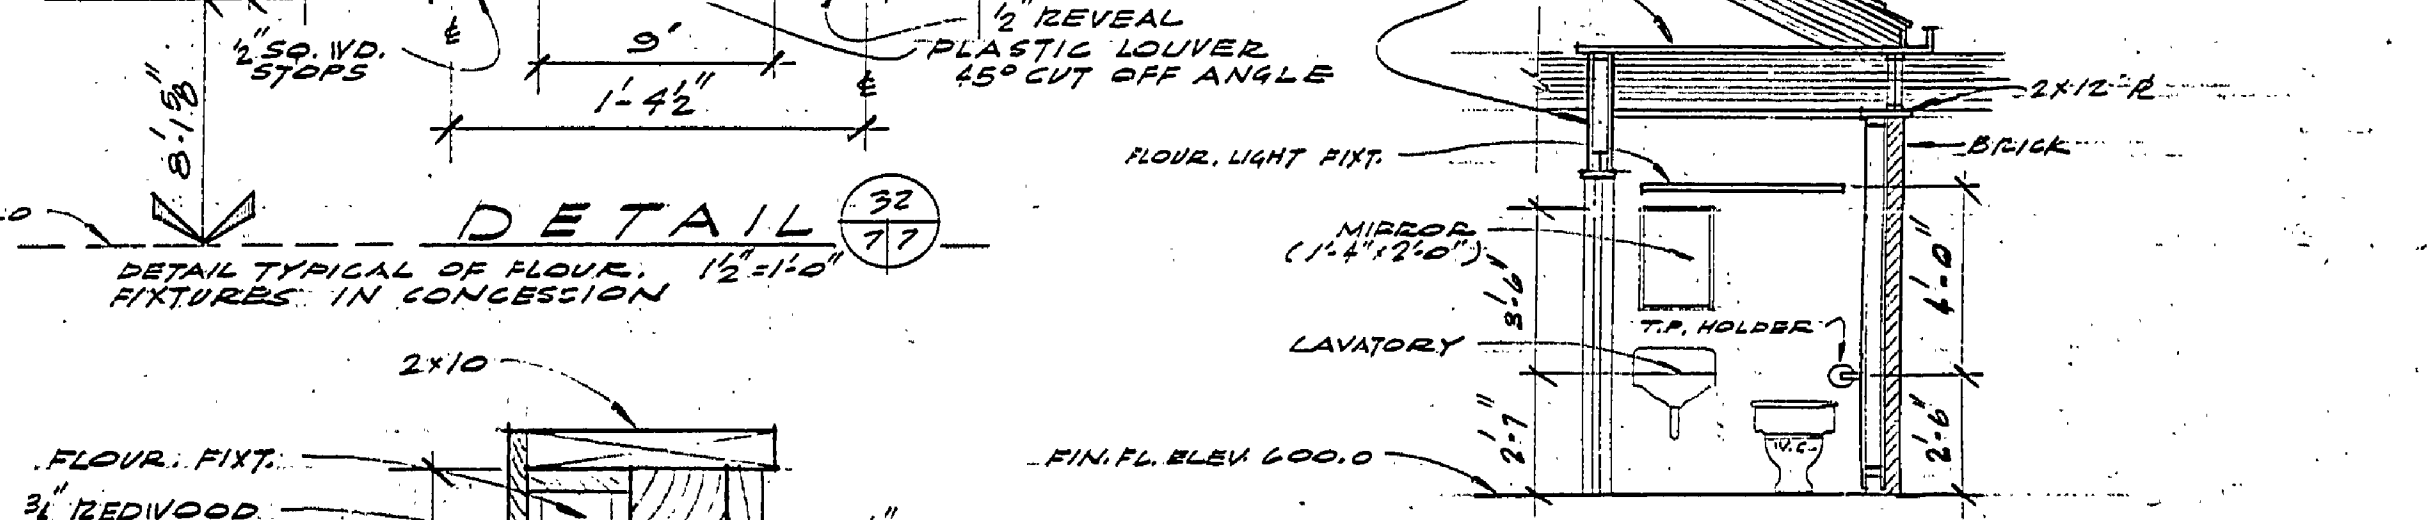 1/2" SQ. WD.
STOPS
℄
9'
1'-4 1/2"
℄
1/2" REVEAL
PLASTIC LOUVER
45° CUT OFF ANGLE
8'-1 5/8"
DETAIL
32
77
DETAIL TYPICAL OF FLOUR.
FIXTURES IN CONCESSION
1 1/2"=1'-0"
2x10
FLOUR. FIXT.
3/4" REDWOOD
2x12
BRICK
FLOUR. LIGHT FIXT.
MIRROR
(1'-4"x2'-0")
3'-6"
4'-0"
T.P. HOLDER
LAVATORY
2'-7"
2'-6"
W.C.
FIN. FL. ELEV. 600.0